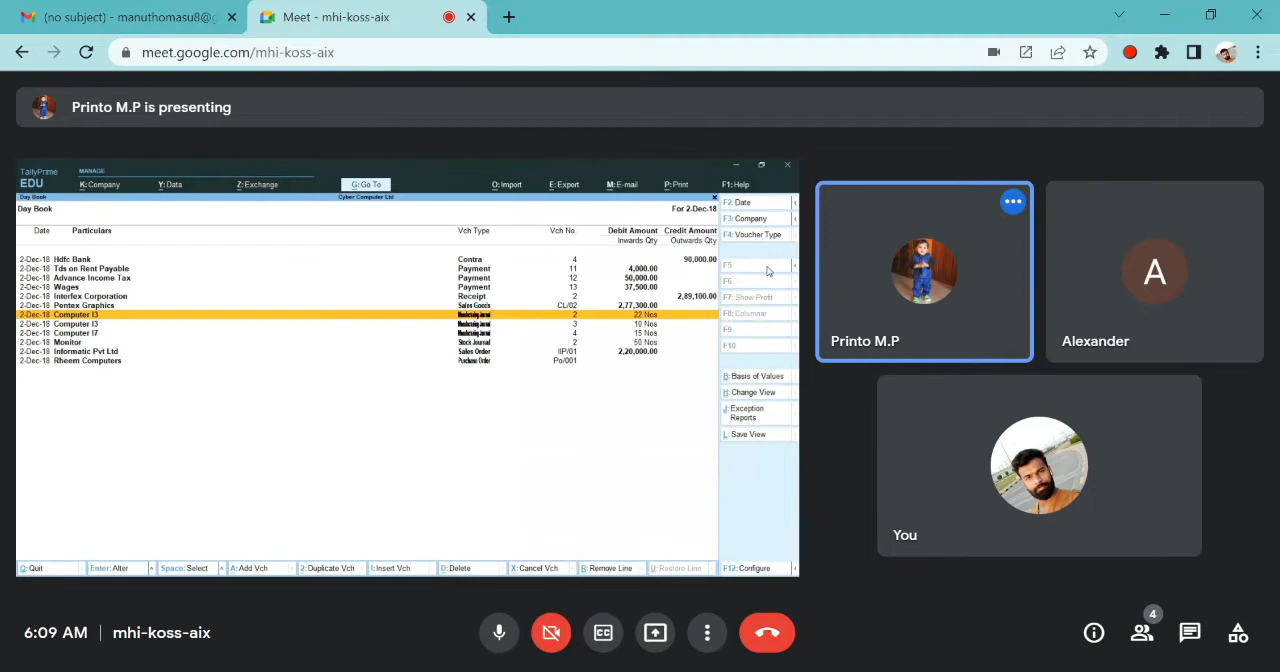 (no subject) - manuthomasu8@g
Meet - mhi-koss-aix
meet.google.com/mhi-koss-aix
Printo M.P is presenting
TallyPrime
EDU
MANAGE
K: Company Y: Data Z: Exchange G: Go To O: Import E: Export M: E-mail P: Print F1: Help
Day Book Cyber Computer Ltd
Day Book For 2-Dec-18
Date Particulars Vch Type Vch No. Debit Amount Credit Amount
Inwards Qty Outwards Qty
2-Dec-18 Hdfc Bank Contra 4 90,000.00
2-Dec-18 Tds on Rent Payable Payment 11 4,000.00
2-Dec-18 Advance Income Tax Payment 12 50,000.00
2-Dec-18 Wages Payment 13 37,500.00
2-Dec-18 Interfex Corporation Receipt 2 2,89,100.00
2-Dec-18 Pentex Graphics Sales Goods CL/02 2,77,300.00
2-Dec-18 Computer I3 Manufacturing Journal 2 22 Nos
2-Dec-18 Computer I3 Manufacturing Journal 3 10 Nos
2-Dec-18 Computer I7 Manufacturing Journal 4 15 Nos
2-Dec-18 Monitor Stock Journal 2 50 Nos
2-Dec-18 Informatic Pvt Ltd Sales Order IIP/01 2,20,000.00
2-Dec-18 Rheem Computers Purchase Order Po/001
F2: Date
F3: Company
F4: Voucher Type
F5
F6
F7: Show Profit
F8: Columnar
F9
F10
B: Basis of Values
H: Change View
J: Exception
Reports
L: Save View
Q: Quit Enter: Alter Space: Select A: Add Vch 2: Duplicate Vch I: Insert Vch D: Delete X: Cancel Vch R: Remove Line U: Restore Line F12: Configure
Printo M.P
A
Alexander
You
6:09 AM | mhi-koss-aix
4